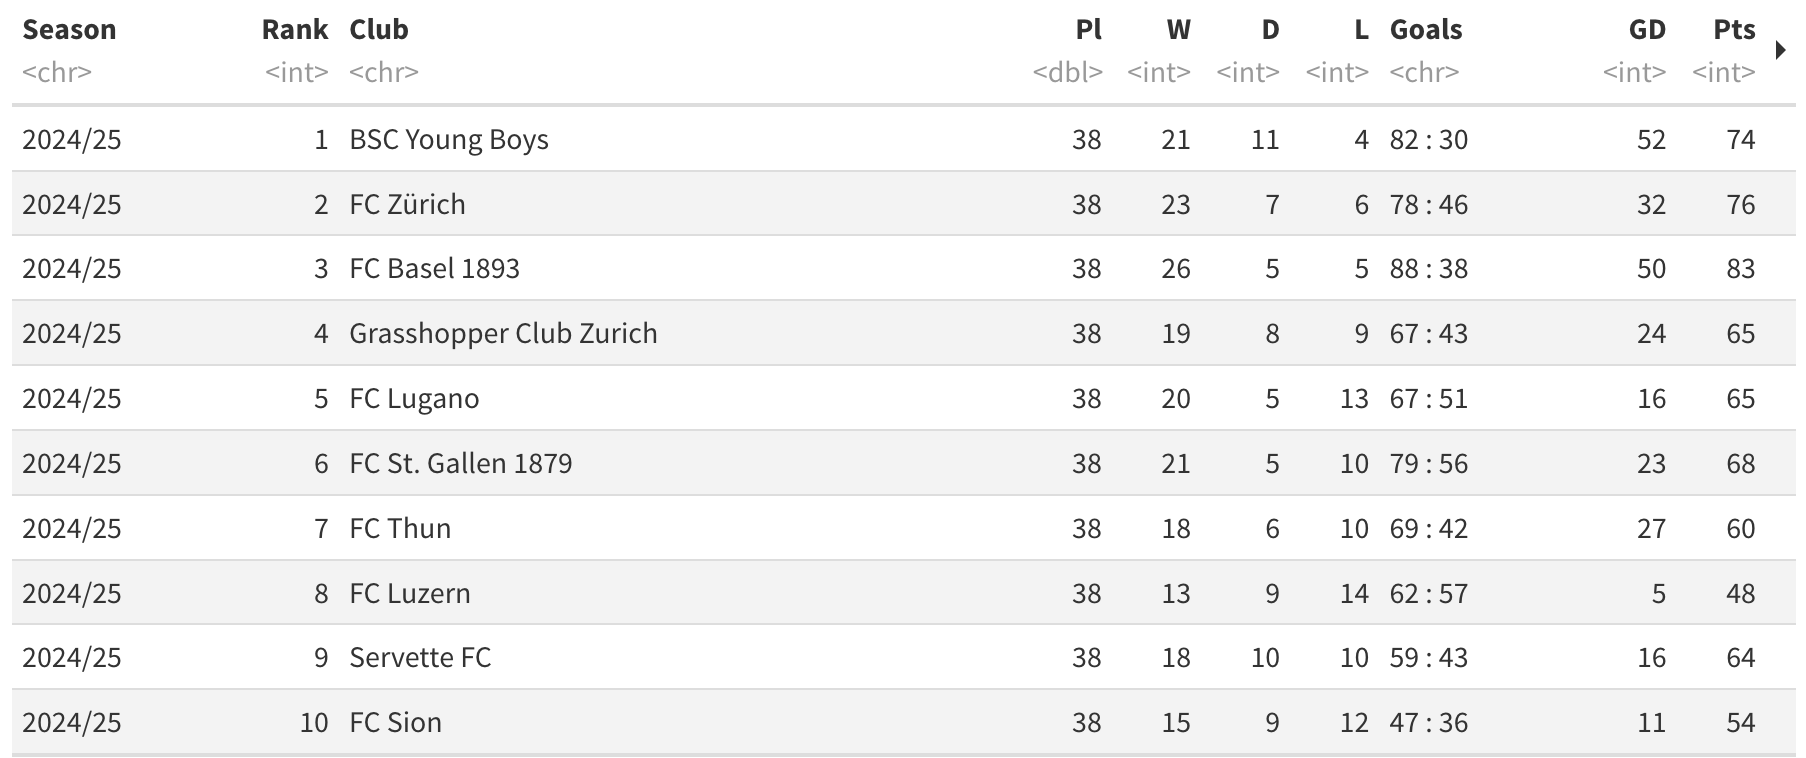 Season Rank Club Pl W D L Goals GD Pts
<chr> <int> <chr> <dbl> <int> <int> <int> <chr> <int> <int>
2024/25 1 BSC Young Boys 38 21 11 4 82 : 30 52 74
2024/25 2 FC Zürich 38 23 7 6 78 : 46 32 76
2024/25 3 FC Basel 1893 38 26 5 5 88 : 38 50 83
2024/25 4 Grasshopper Club Zurich 38 19 8 9 67 : 43 24 65
2024/25 5 FC Lugano 38 20 5 13 67 : 51 16 65
2024/25 6 FC St. Gallen 1879 38 21 5 10 79 : 56 23 68
2024/25 7 FC Thun 38 18 6 10 69 : 42 27 60
2024/25 8 FC Luzern 38 13 9 14 62 : 57 5 48
2024/25 9 Servette FC 38 18 10 10 59 : 43 16 64
2024/25 10 FC Sion 38 15 9 12 47 : 36 11 54